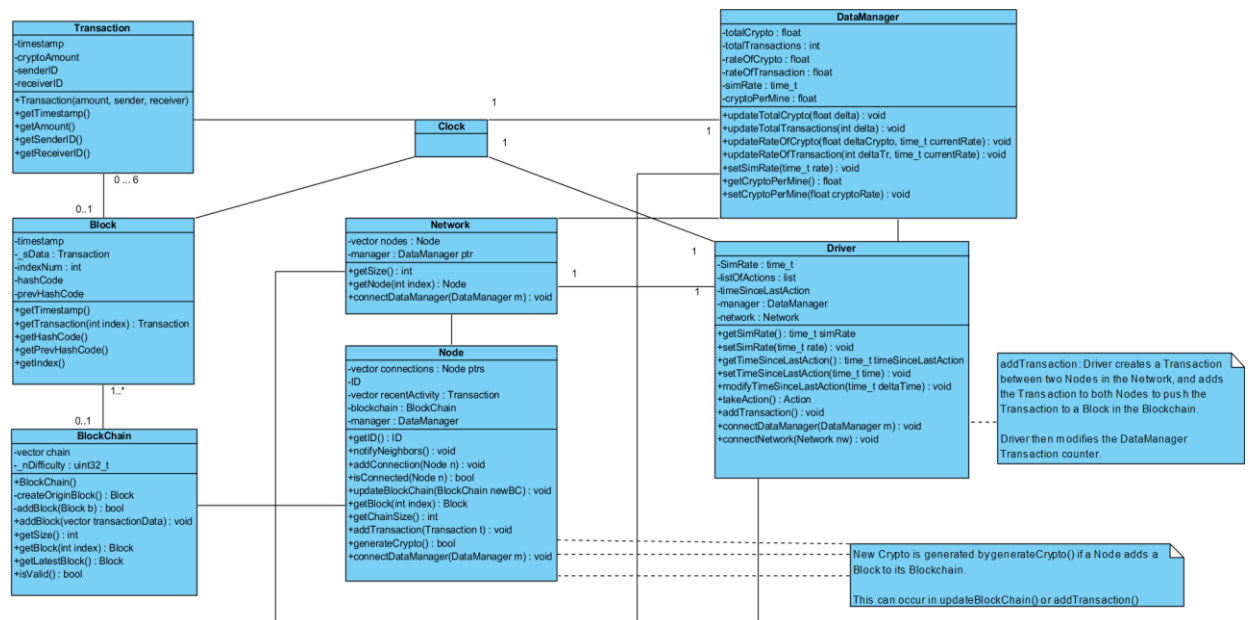 Transaction
-timestamp
-cryptoAmount
-senderID
-receiverID
+Transaction(amount, sender, receiver)
+getTimestamp()
+getAmount()
+getSenderID()
+getReceiverID()
0 ... 6
0..1
Block
-timestamp
-_sData : Transaction
-indexNum : int
-hashCode
-prevHashCode
+getTimestamp()
+getTransaction(int index) : Transaction
+getHashCode()
+getPrevHashCode()
+getIndex()
1..*
0..1
BlockChain
-vector chain
-_nDifficulty : uint32_t
+BlockChain()
-createOriginBlock() : Block
-addBlock(Block b) : bool
+addBlock(vector transactionData) : void
+getSize() : int
+getBlock(int index) : Block
+getLatestBlock() : Block
+isValid() : bool
Clock
1
1
1
1
Network
-vector nodes : Node
-manager : DataManager ptr
+getSize() : int
+getNode(int index) : Node
+connectDataManager(DataManager m) : void
1
1
Node
-vector connections : Node ptrs
-ID
-vector recentActivity : Transaction
-blockchain : BlockChain
-manager : DataManager
+getID() : ID
+notifyNeighbors() : void
+addConnection(Node n) : void
+isConnected(Node n) : bool
+updateBlockChain(BlockChain newBC) : void
+getBlock(int index) : Block
+getChainSize() : int
+addTransaction(Transaction t) : void
+generateCrypto() : bool
+connectDataManager(DataManager m) : void
DataManager
-totalCrypto : float
-totalTransactions : int
-rateOfCrypto : float
-rateOfTransaction : float
-simRate : time_t
-cryptoPerMine : float
+updateTotalCrypto(float delta) : void
+updateTotalTransactions(int delta) : void
+updateRateOfCrypto(float deltaCrypto, time_t currentRate) : void
+updateRateOfTransaction(int deltaTr, time_t currentRate) : void
+setSimRate(time_t rate) : void
+getCryptoPerMine() : float
+setCryptoPerMine(float cryptoRate) : void
Driver
-SimRate : time_t
-listOfActions : list
-timeSinceLastAction
-manager : DataManager
-network : Network
+getSimRate() : time_t simRate
+setSimRate(time_t rate) : void
+getTimeSinceLastAction() : time_t timeSinceLastAction
+setTimeSinceLastAction(time_t time) : void
+modifyTimeSinceLastAction(time_t deltaTime) : void
+takeAction() : Action
+addTransaction() : void
+connectDataManager(DataManager m) : void
+connectNetwork(Network nw) : void
addTransaction: Driver creates a Transaction
between two Nodes in the Network, and adds
the Transaction to both Nodes to push the
Transaction to a Block in the Blockchain.
Driver then modifies the DataManager
Transaction counter.
New Crypto is generated by generateCrypto() if a Node adds a
Block to its Blockchain.
This can occur in updateBlockChain() or addTransaction()